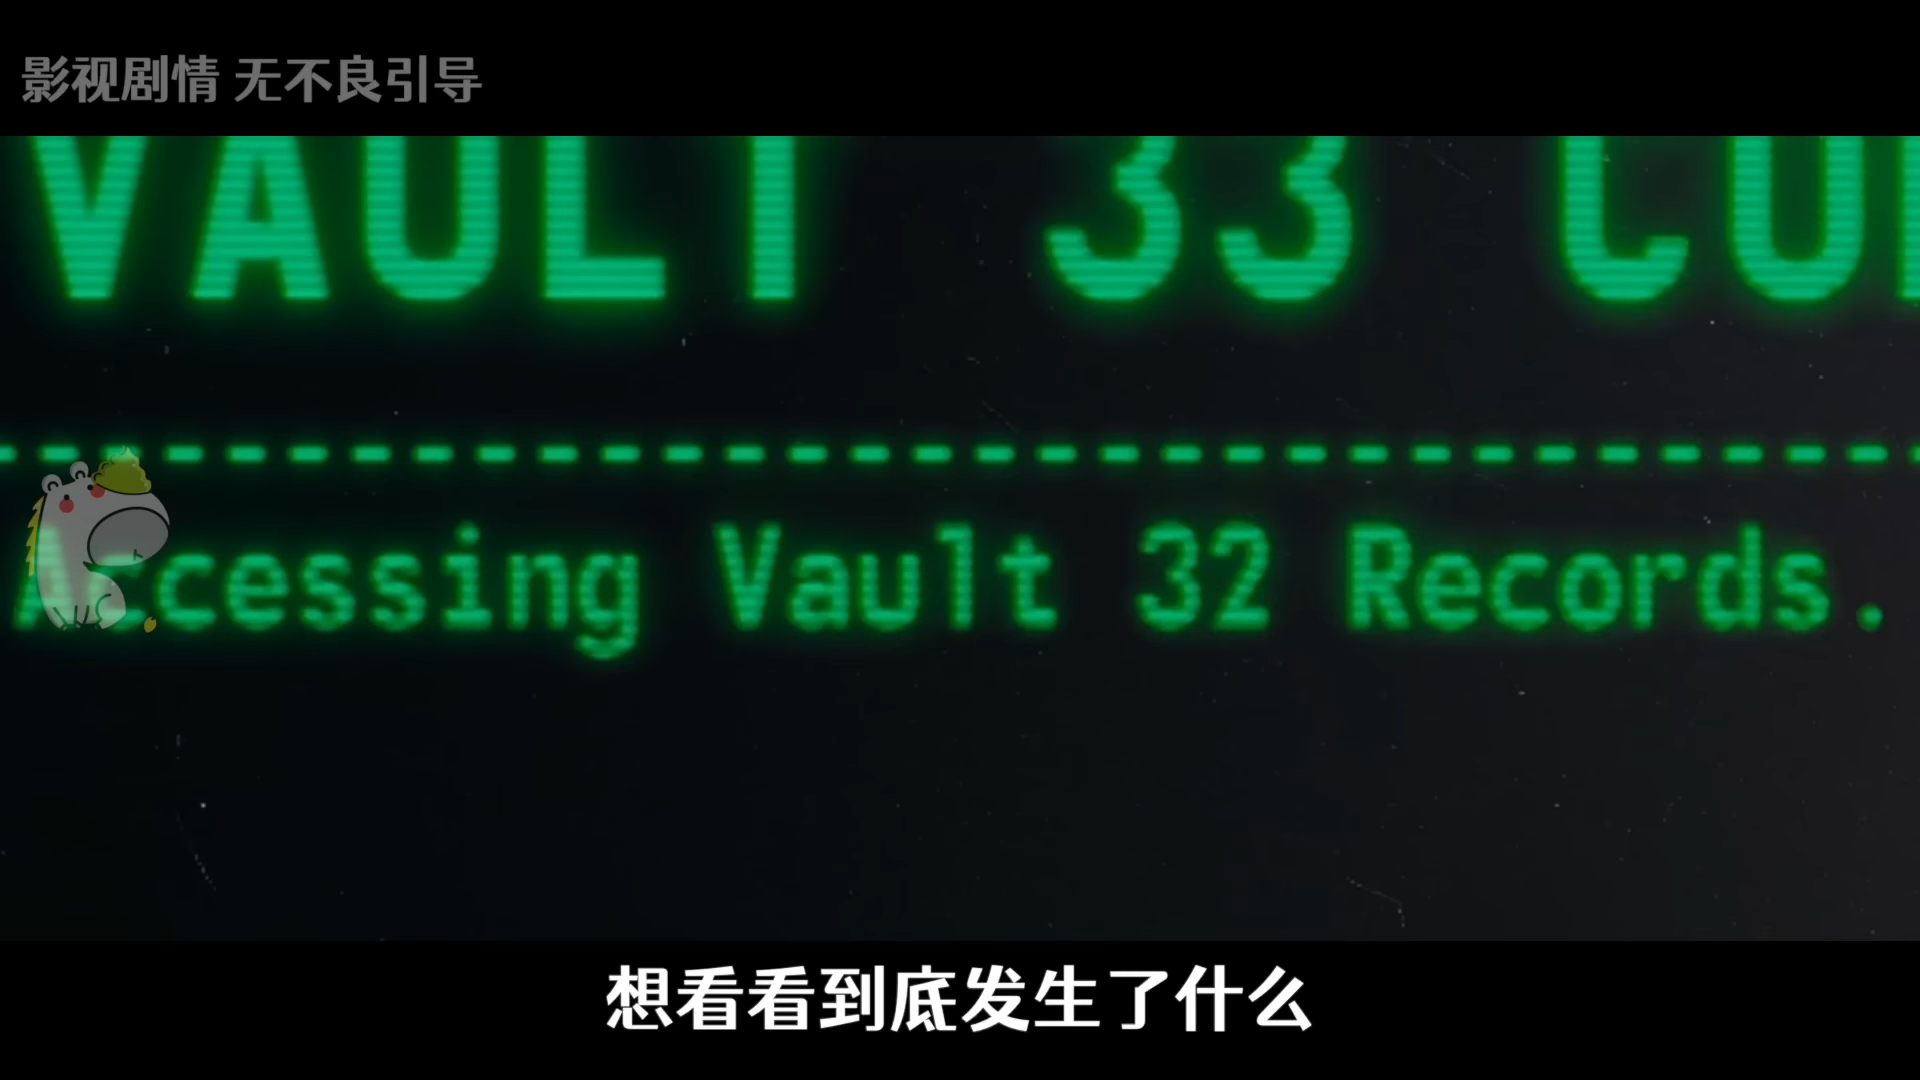 影视剧情 无不良引导
VAULT 33
Accessing Vault 32 Records.
想看看到底发生了什么